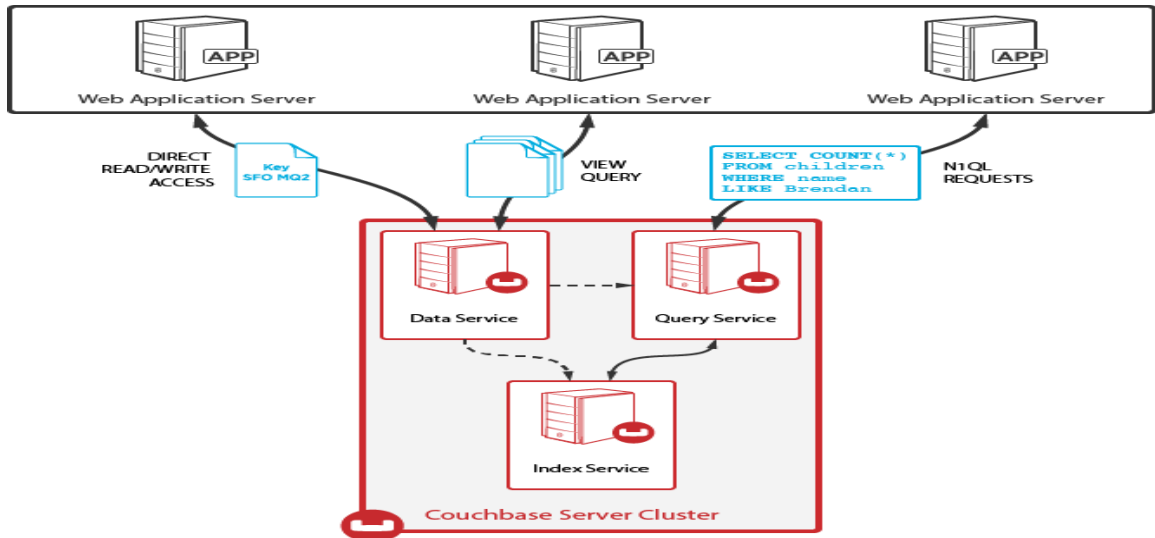 APP
APP
APP
Web Application Server
Web Application Server
Web Application Server
DIRECT
READ/WRITE
ACCESS
Key
SFO MQ2
VIEW
QUERY
SELECT COUNT(*)
FROM children
WHERE name
LIKE Brendan
N1QL
REQUESTS
Data Service
Query Service
Index Service
Couchbase Server Cluster